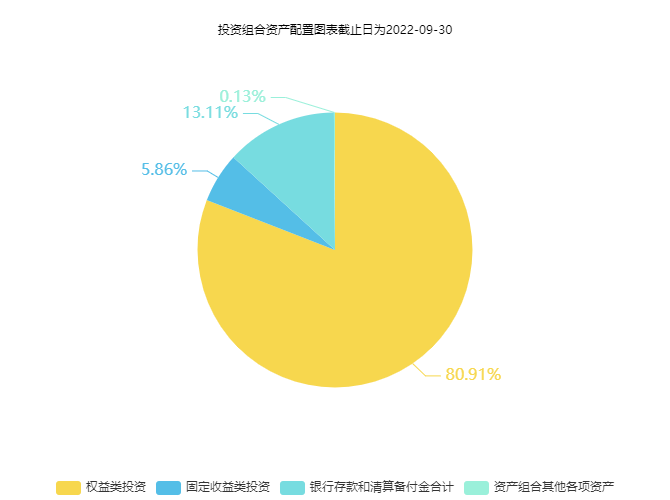 投资组合资产配置图表截止日为2022-09-30
0.13%
13.11%
5.86%
80.91%
权益类投资 固定收益类投资 银行存款和清算备付金合计 资产组合其他各项资产